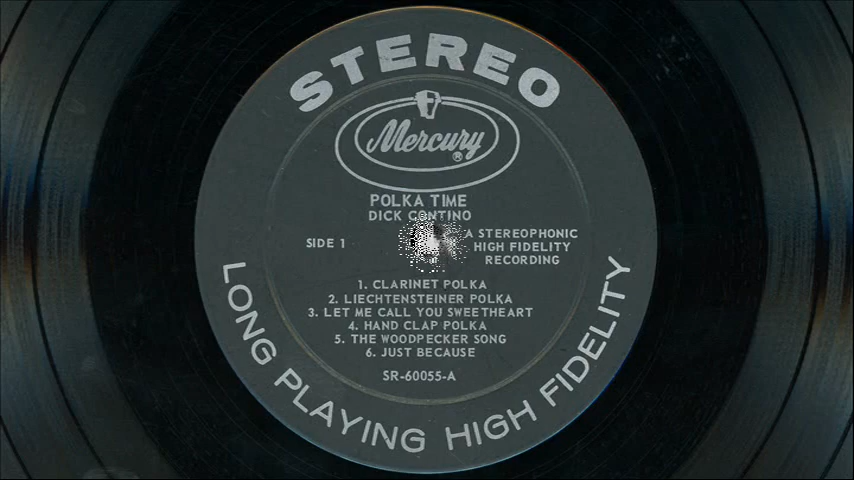 STEREO
Mercury
®
POLKA TIME
DICK CONTINO
SIDE 1
A STEREOPHONIC
HIGH FIDELITY
RECORDING
1. CLARINET POLKA
2. LIECHTENSTEINER POLKA
3. LET ME CALL YOU SWEETHEART
4. HAND CLAP POLKA
5. THE WOODPECKER SONG
6. JUST BECAUSE
SR-60055-A
LONG PLAYING HIGH FIDELITY